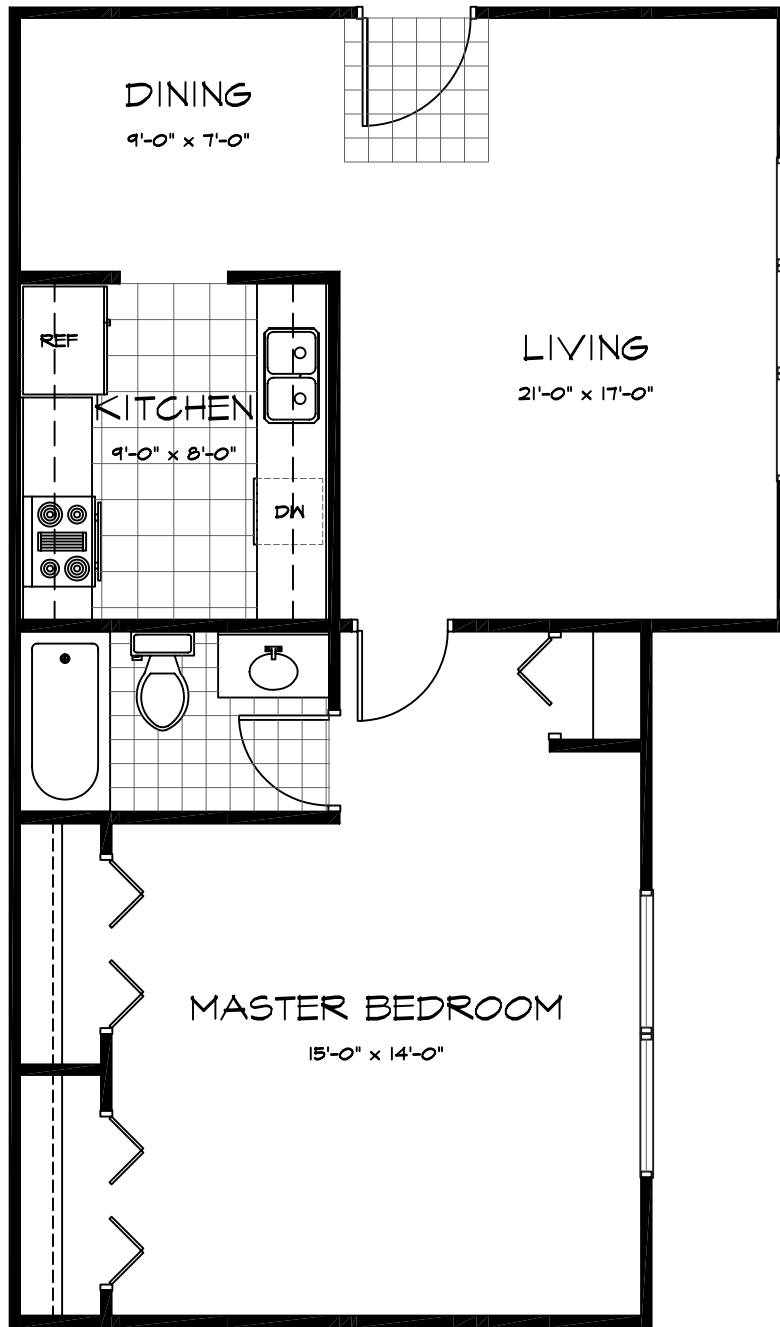 DINING
9'-0" x 7'-0"
REF
KITCHEN
9'-0" x 8'-0"
DW
LIVING
21'-0" x 17'-0"
MASTER BEDROOM
15'-0" x 14'-0"